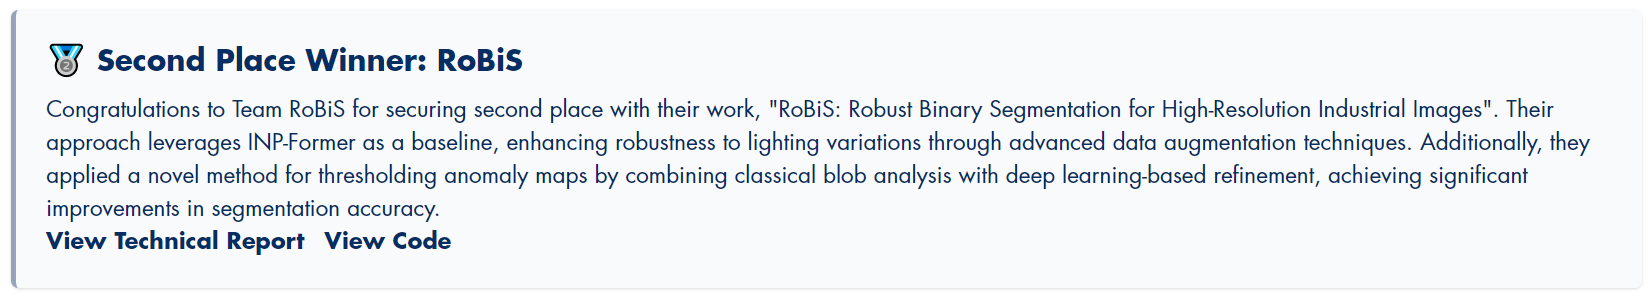 Second Place Winner: RoBiS
Congratulations to Team RoBiS for securing second place with their work, "RoBiS: Robust Binary Segmentation for High-Resolution Industrial Images". Their
approach leverages INP-Former as a baseline, enhancing robustness to lighting variations through advanced data augmentation techniques. Additionally, they
applied a novel method for thresholding anomaly maps by combining classical blob analysis with deep learning-based refinement, achieving significant
improvements in segmentation accuracy.
View Technical Report View Code